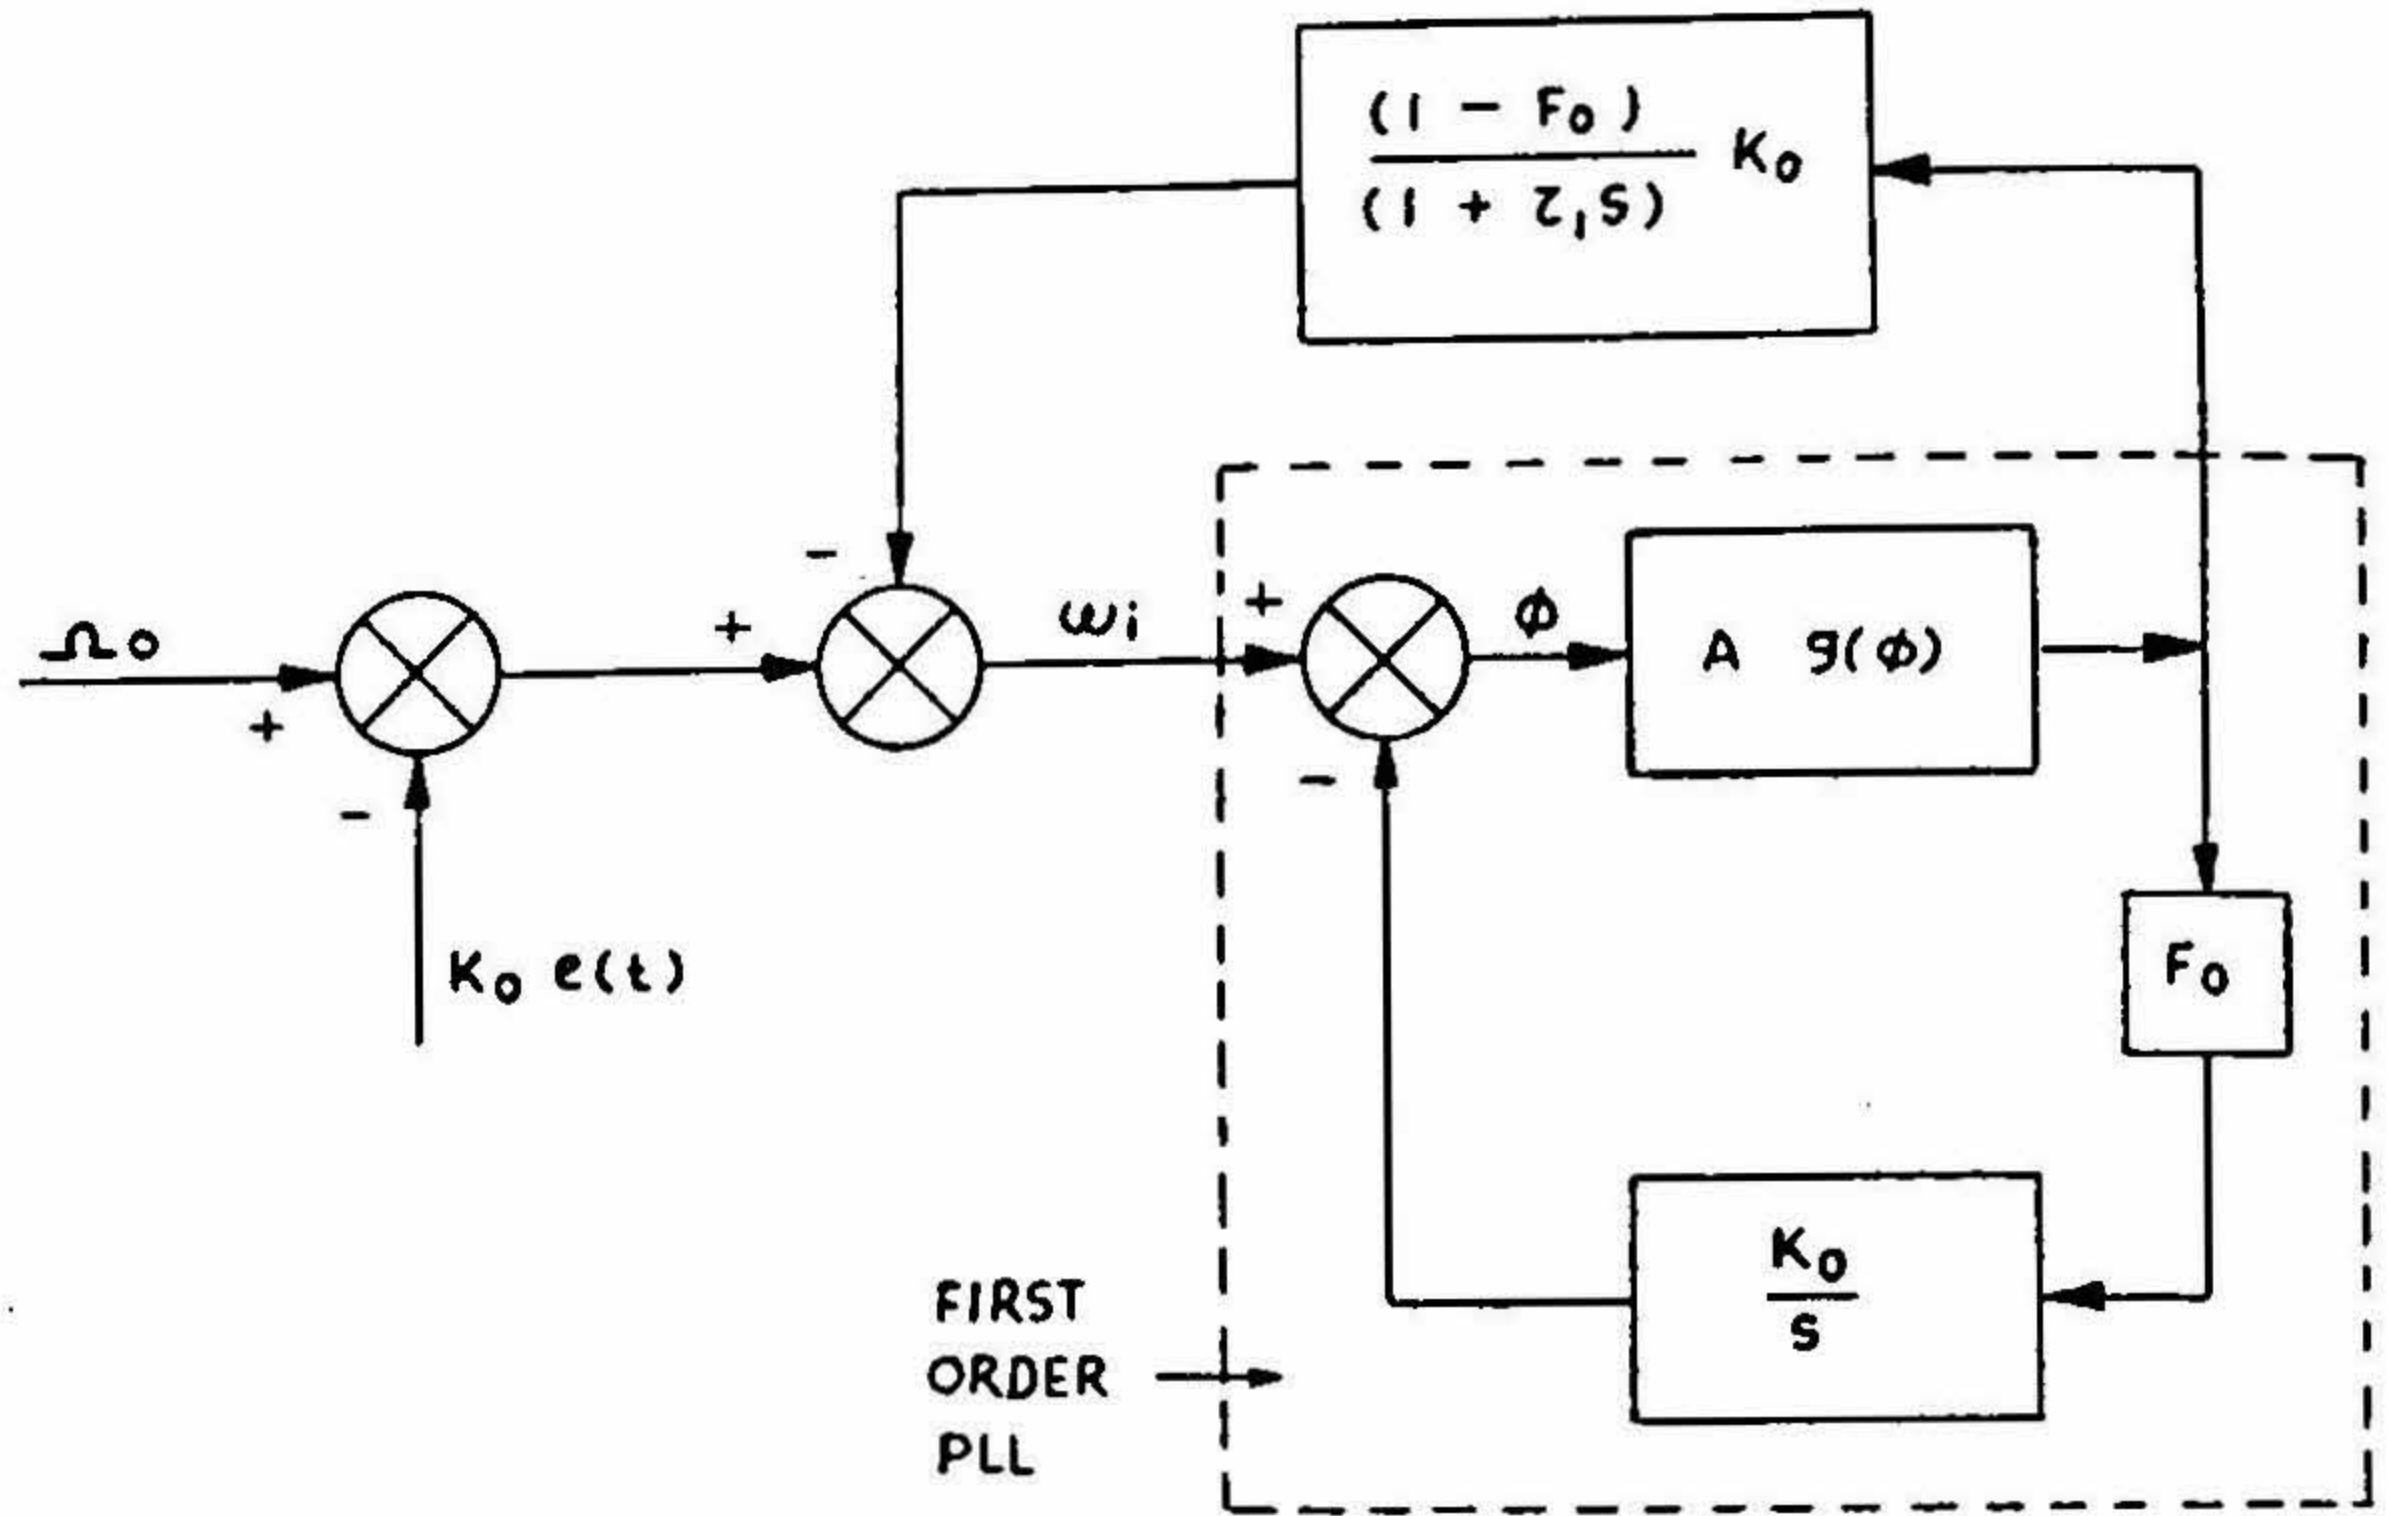 (1 - F₀)
K₀
(1 + τ₁S)
-
Ω₀
+
-
K₀ e(t)
+
ωi
+
ϕ
A g(ϕ)
-
F₀
K₀
s
FIRST
ORDER
PLL